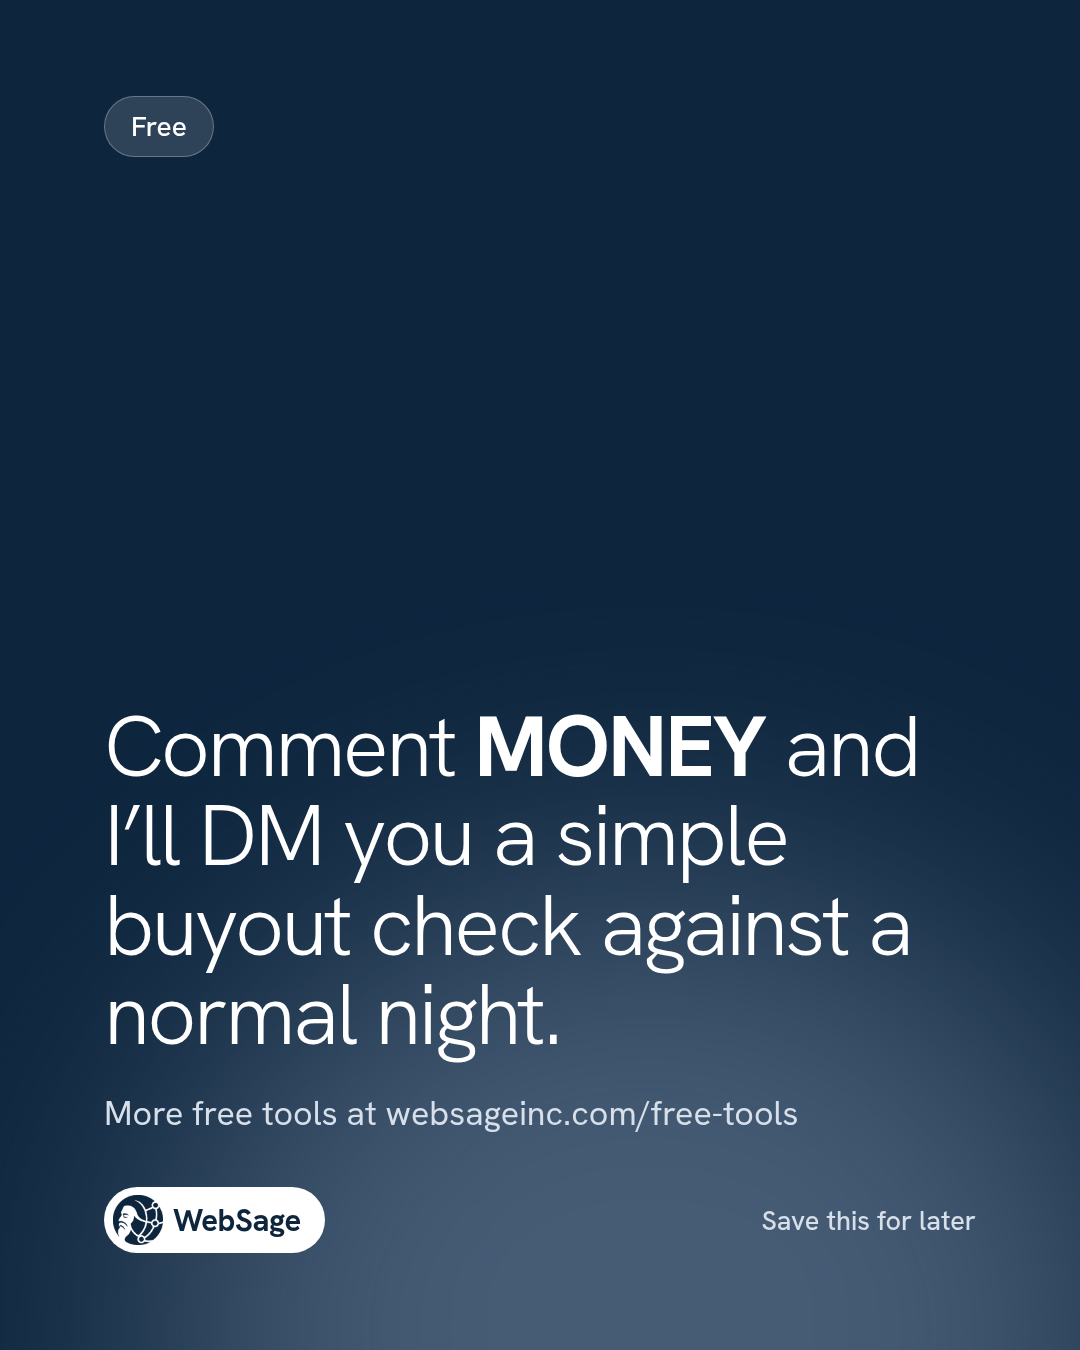 Free
Comment MONEY and
I’ll DM you a simple
buyout check against a
normal night.
More free tools at websageinc.com/free-tools
WebSage
Save this for later